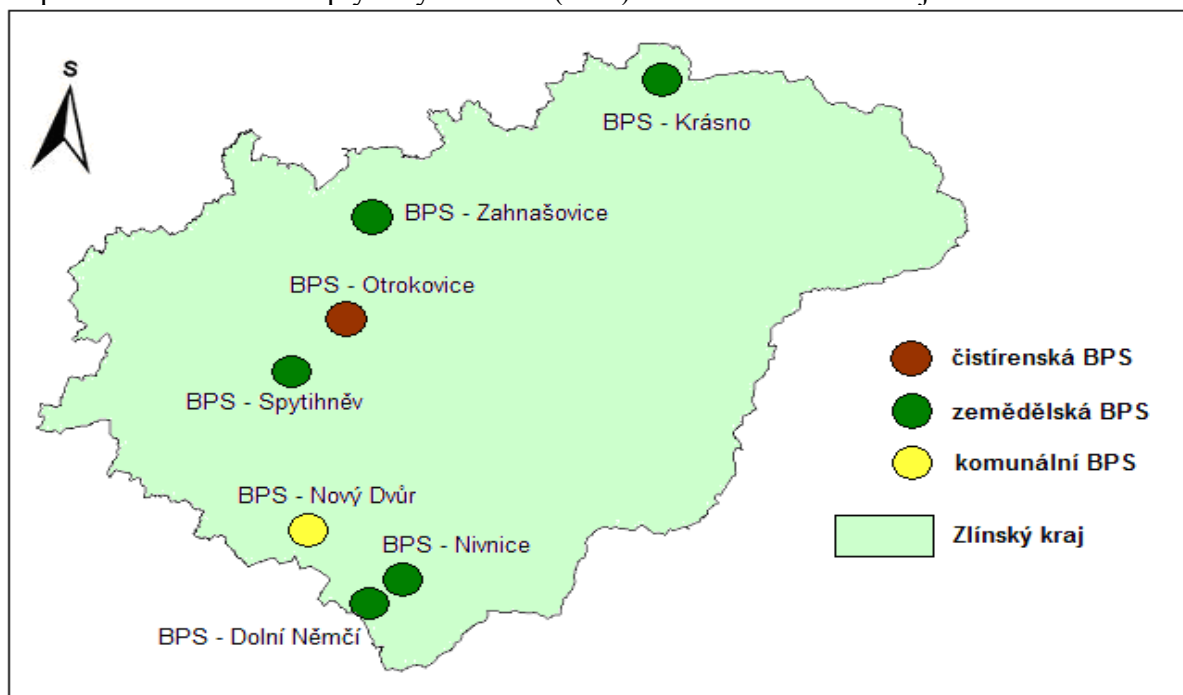 S
BPS - Krásno
BPS - Zahnašovice
BPS - Otrokovice
BPS - Spytihněv
BPS - Nový Dvůr
BPS - Nivnice
BPS - Dolní Němčí
čistírenská BPS
zemědělská BPS
komunální BPS
Zlínský kraj